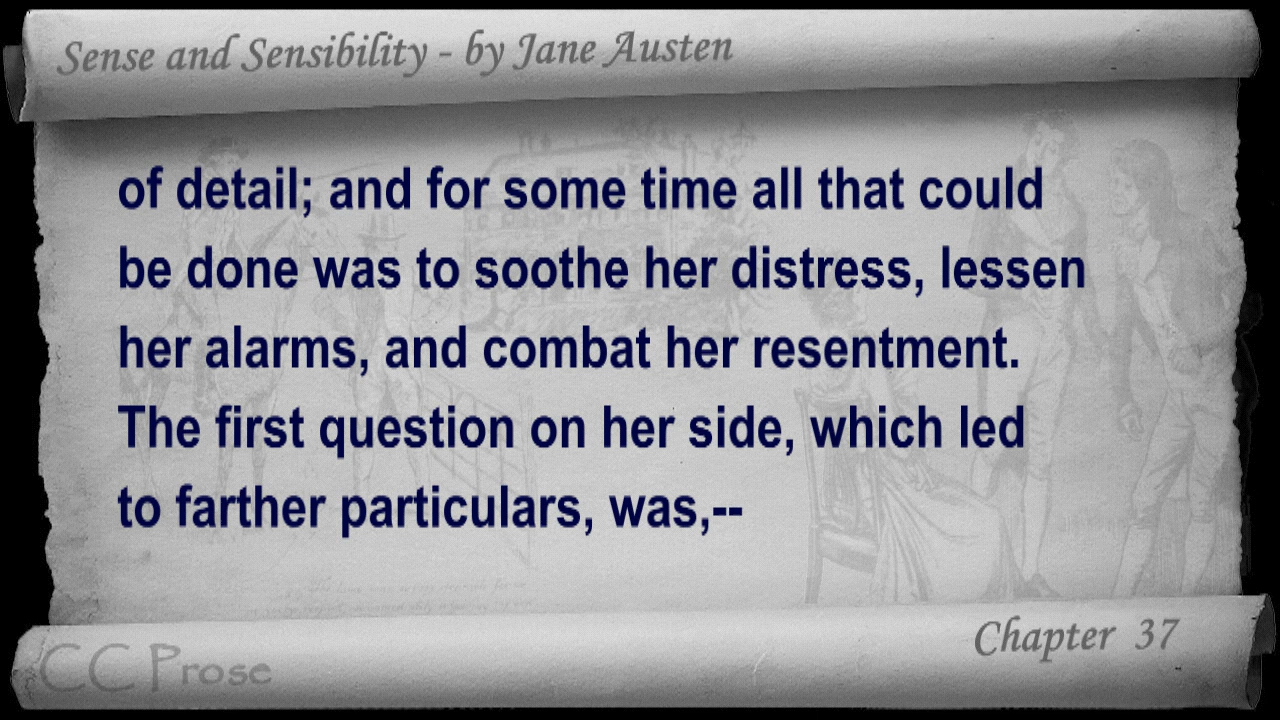 Sense and Sensibility - by Jane Austen
of detail; and for some time all that could
be done was to soothe her distress, lessen
her alarms, and combat her resentment.
The first question on her side, which led
to farther particulars, was,--
Chapter 37
CC Prose